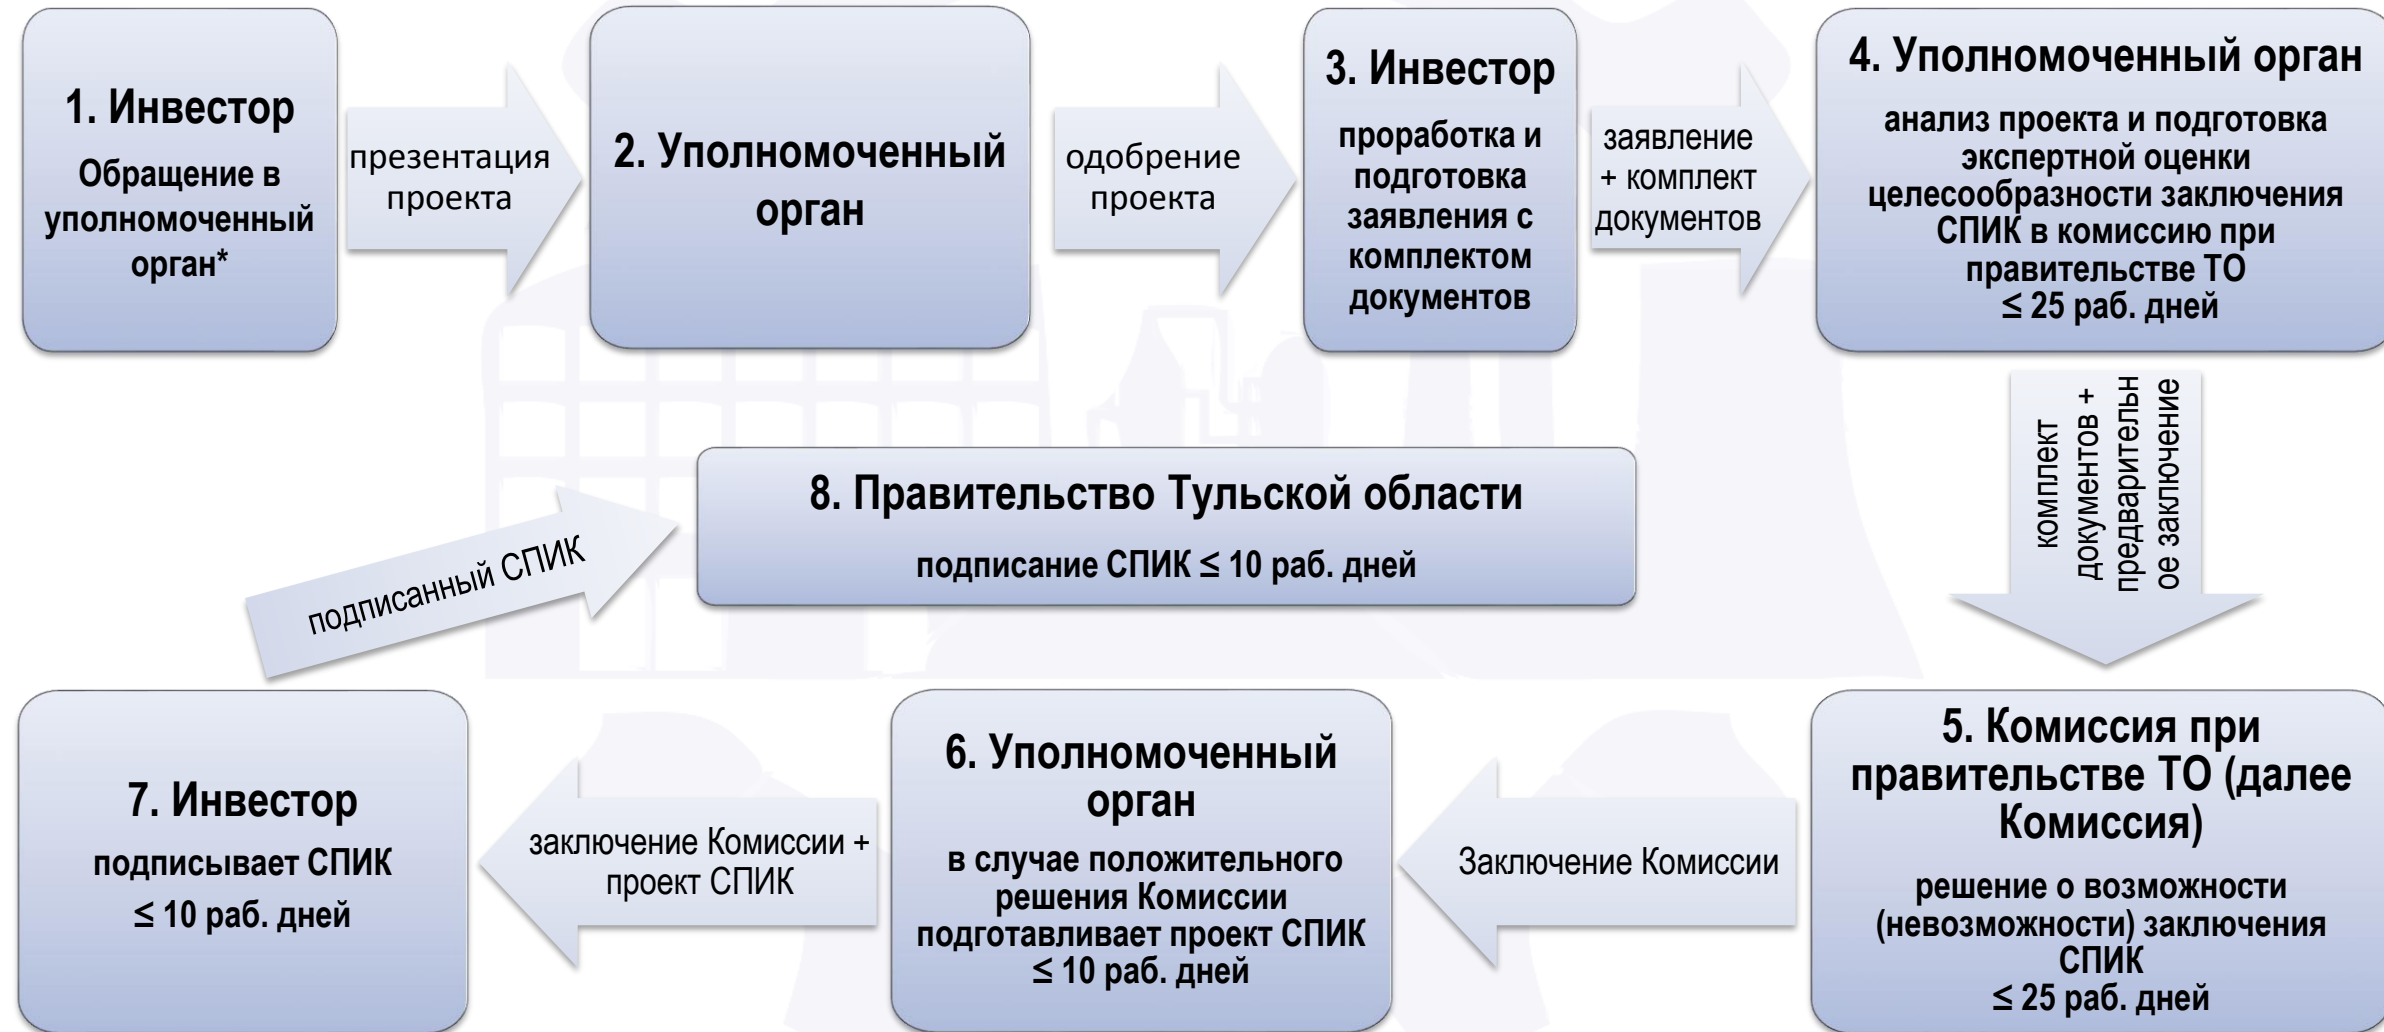 1. Инвестор
Обращение в
уполномоченный
орган*
презентация
проекта
2. Уполномоченный
орган
одобрение
проекта
3. Инвестор
проработка и
подготовка
заявления с
комплектом
документов
заявление
+ комплект
документов
4. Уполномоченный орган
анализ проекта и подготовка
экспертной оценки
целесообразности заключения
СПИК в комиссию при
правительстве ТО
≤ 25 раб. дней
комплект
документов +
предварительн
ое заключение
5. Комиссия при
правительстве ТО (далее
Комиссия)
решение о возможности
(невозможности) заключения
СПИК
≤ 25 раб. дней
Заключение Комиссии
6. Уполномоченный
орган
в случае положительного
решения Комиссии
подготавливает проект СПИК
≤ 10 раб. дней
заключение Комиссии +
проект СПИК
7. Инвестор
подписывает СПИК
≤ 10 раб. дней
подписанный СПИК
8. Правительство Тульской области
подписание СПИК ≤ 10 раб. дней